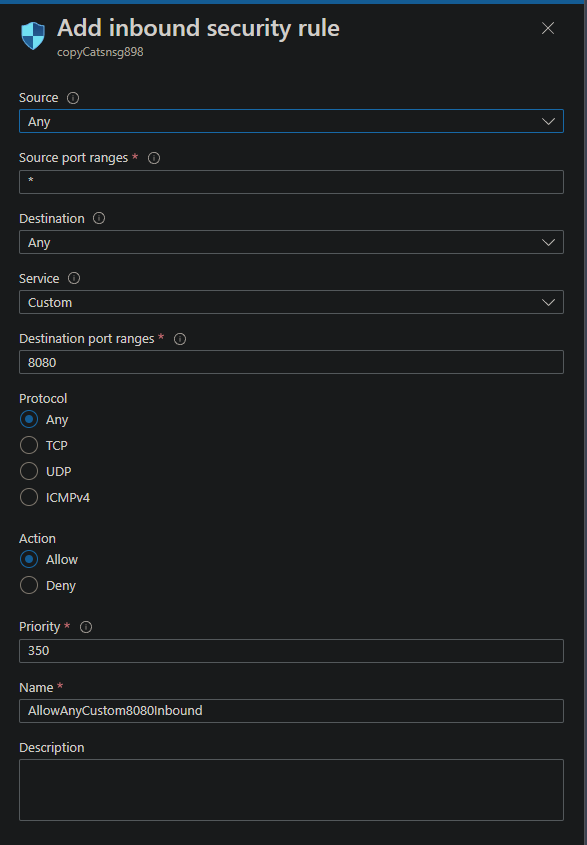 Add inbound security rule
copyCatsnsg898
Source
Any
Source port ranges *
*
Destination
Any
Service
Custom
Destination port ranges *
8080
Protocol
Any
TCP
UDP
ICMPv4
Action
Allow
Deny
Priority *
350
Name *
AllowAnyCustom8080Inbound
Description